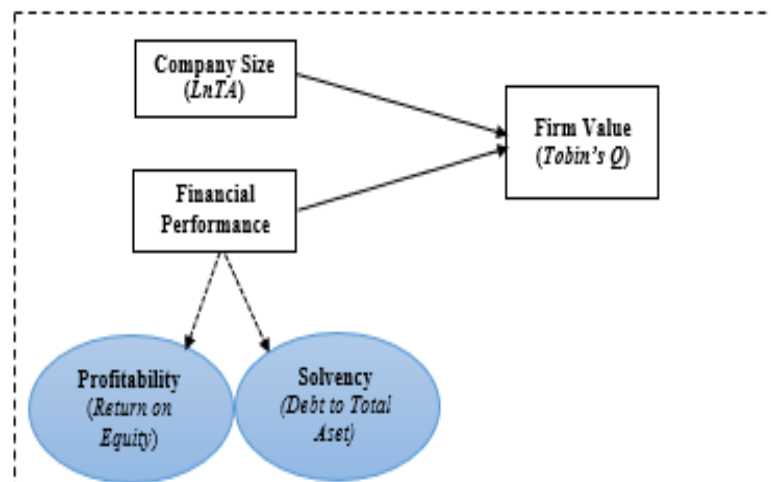 Company Size
(LnTA)
Firm Value
(Tobin's Q)
Financial
Performance
Profitability
(Return on
Equity)
Solvency
(Debt to Total
Aset)